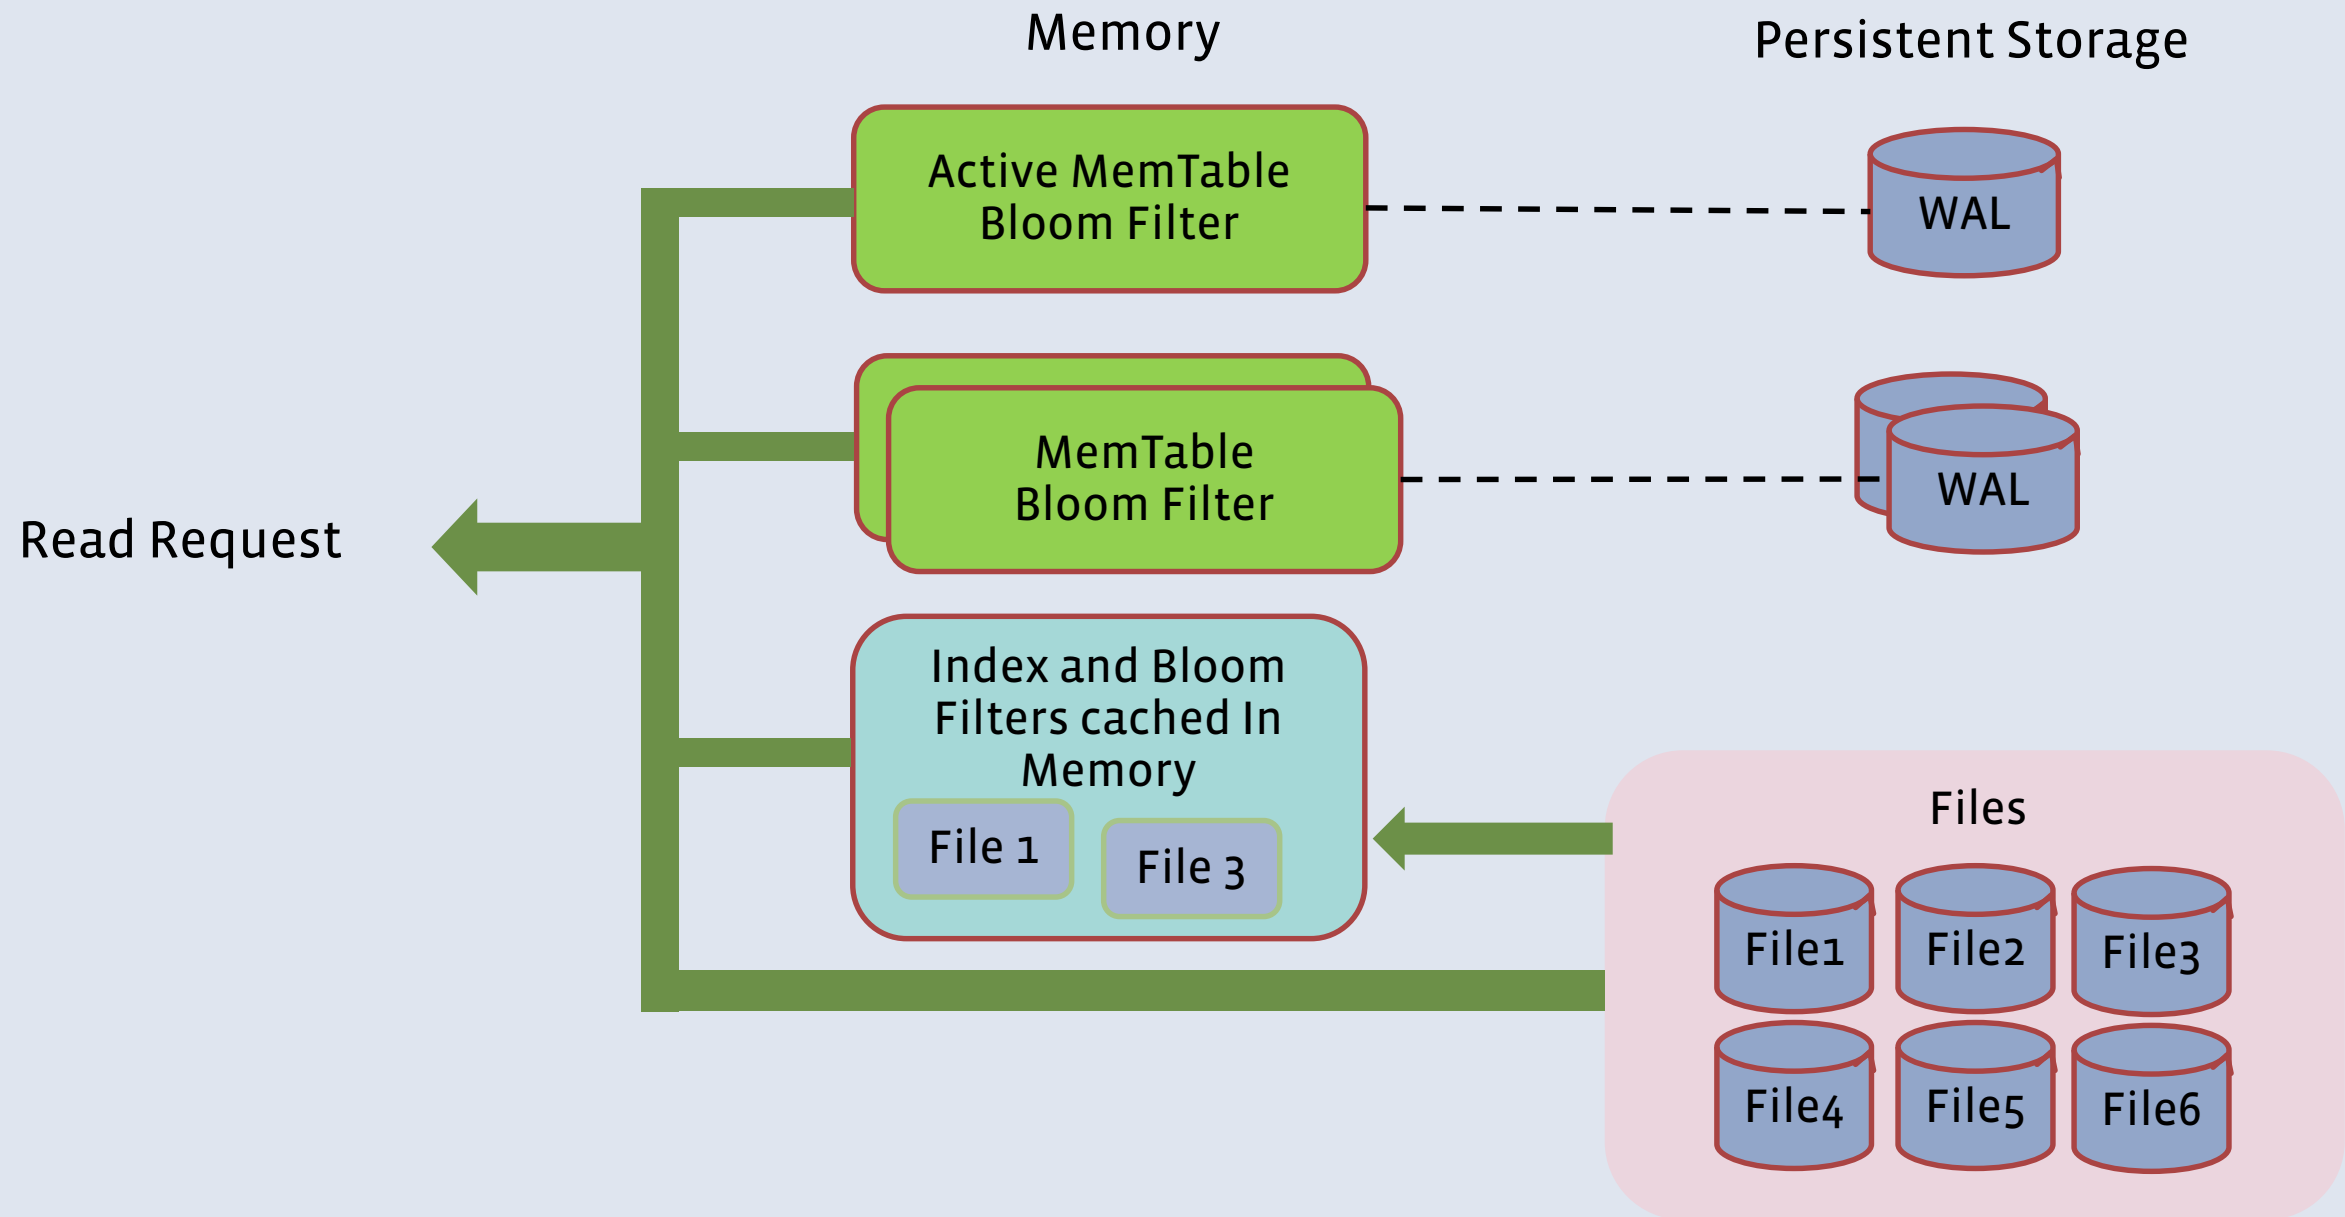 Memory
Persistent Storage
Active MemTable
Bloom Filter
WAL
MemTable
Bloom Filter
WAL
Read Request
Index and Bloom
Filters cached In
Memory
File 1
File 3
Files
File1
File2
File3
File4
File5
File6